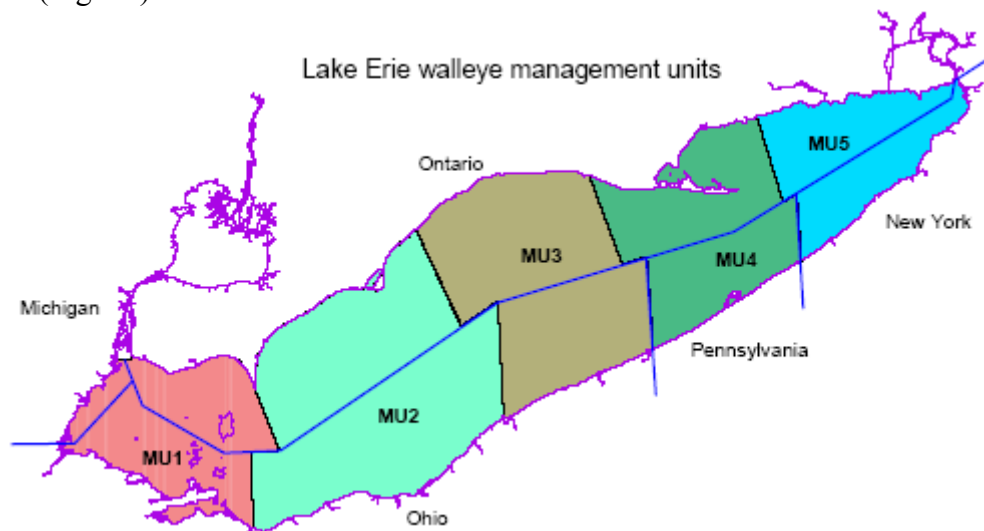 Lake Erie walleye management units
MU5
Ontario
New York
MU3
MU4
Michigan
Pennsylvania
MU2
MU1
Ohio